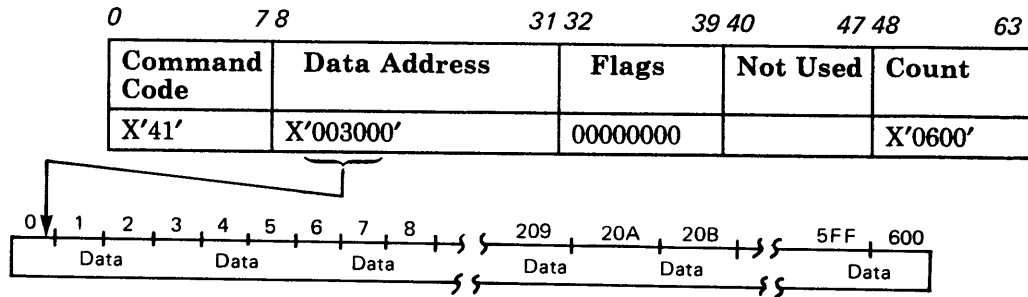 0 7 8 31 32 39 40 47 48 63
Command Code Data Address Flags Not Used Count
X'41' X'003000' 00000000 X'0600'
0 1 2 3 4 5 6 7 8 209 20A 20B 5FF 600
Data Data Data Data Data Data